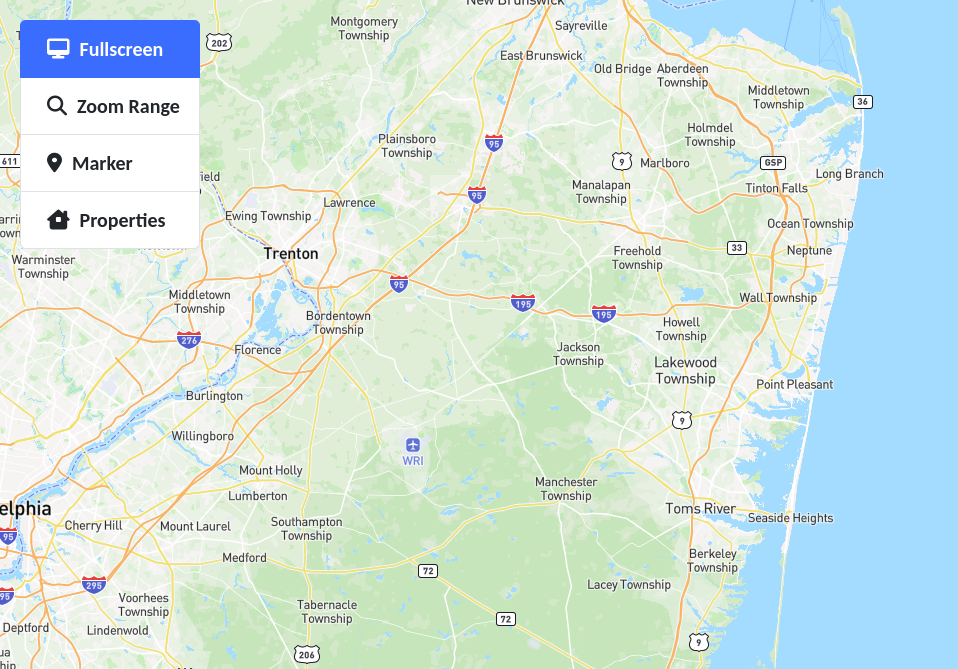 Fullscreen
Zoom Range
Marker
Properties
New Brunswick
Montgomery
Township
Sayreville
202
East Brunswick
Old Bridge
Aberdeen
Township
Middletown
Township
36
Plainsboro
Township
95
Holmdel
Township
611
9
Marlboro
GSP
Long Branch
95
Manalapan
Township
Tinton Falls
Lawrence
Ewing Township
Ocean Township
Trenton
Freehold
Township
33
Neptune
Warminster
Township
95
Middletown
Township
195
195
Wall Township
Bordentown
Township
Howell
Township
276
Florence
Jackson
Township
Lakewood
Township
Point Pleasant
Burlington
9
Willingboro
WRI
Mount Holly
Manchester
Township
Lumberton
elphia
Toms River
Seaside Heights
Cherry Hill
Mount Laurel
Southampton
Township
95
Medford
Berkeley
Township
72
295
Lacey Township
95
Voorhees
Township
Tabernacle
Township
72
Deptford
Lindenwold
9
206